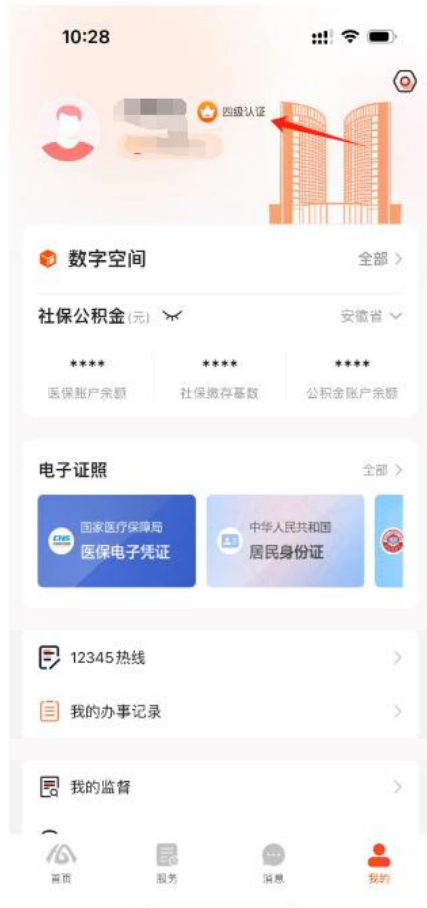 10:28
四级认证
数字空间
全部
社保公积金(元)
安徽省
**** **** ****
医保账户余额 社保缴存基数 公积金账户余额
电子证照
全部
国家医疗保障局
CHS
医保电子凭证
中华人民共和国
居民身份证
12345热线
我的办事记录
我的监督
首页 服务 消息 我的